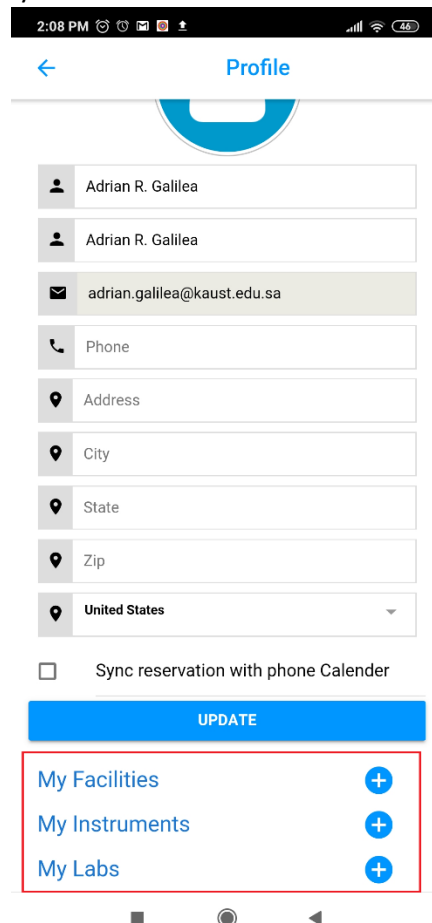 2:08 PM
46
Profile
Adrian R. Galilea
Adrian R. Galilea
adrian.galilea@kaust.edu.sa
Phone
Address
City
State
Zip
United States
Sync reservation with phone Calender
UPDATE
My Facilities
My Instruments
My Labs